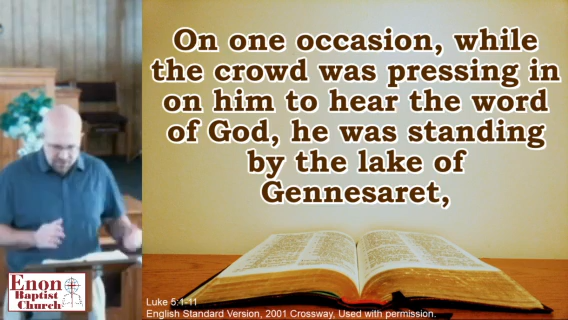 On one occasion, while
the crowd was pressing in
on him to hear the word
of God, he was standing
by the lake of
Gennesaret,
Enon
Baptist
Church
Luke 5:1-11
English Standard Version, 2001 Crossway, Used with permission.